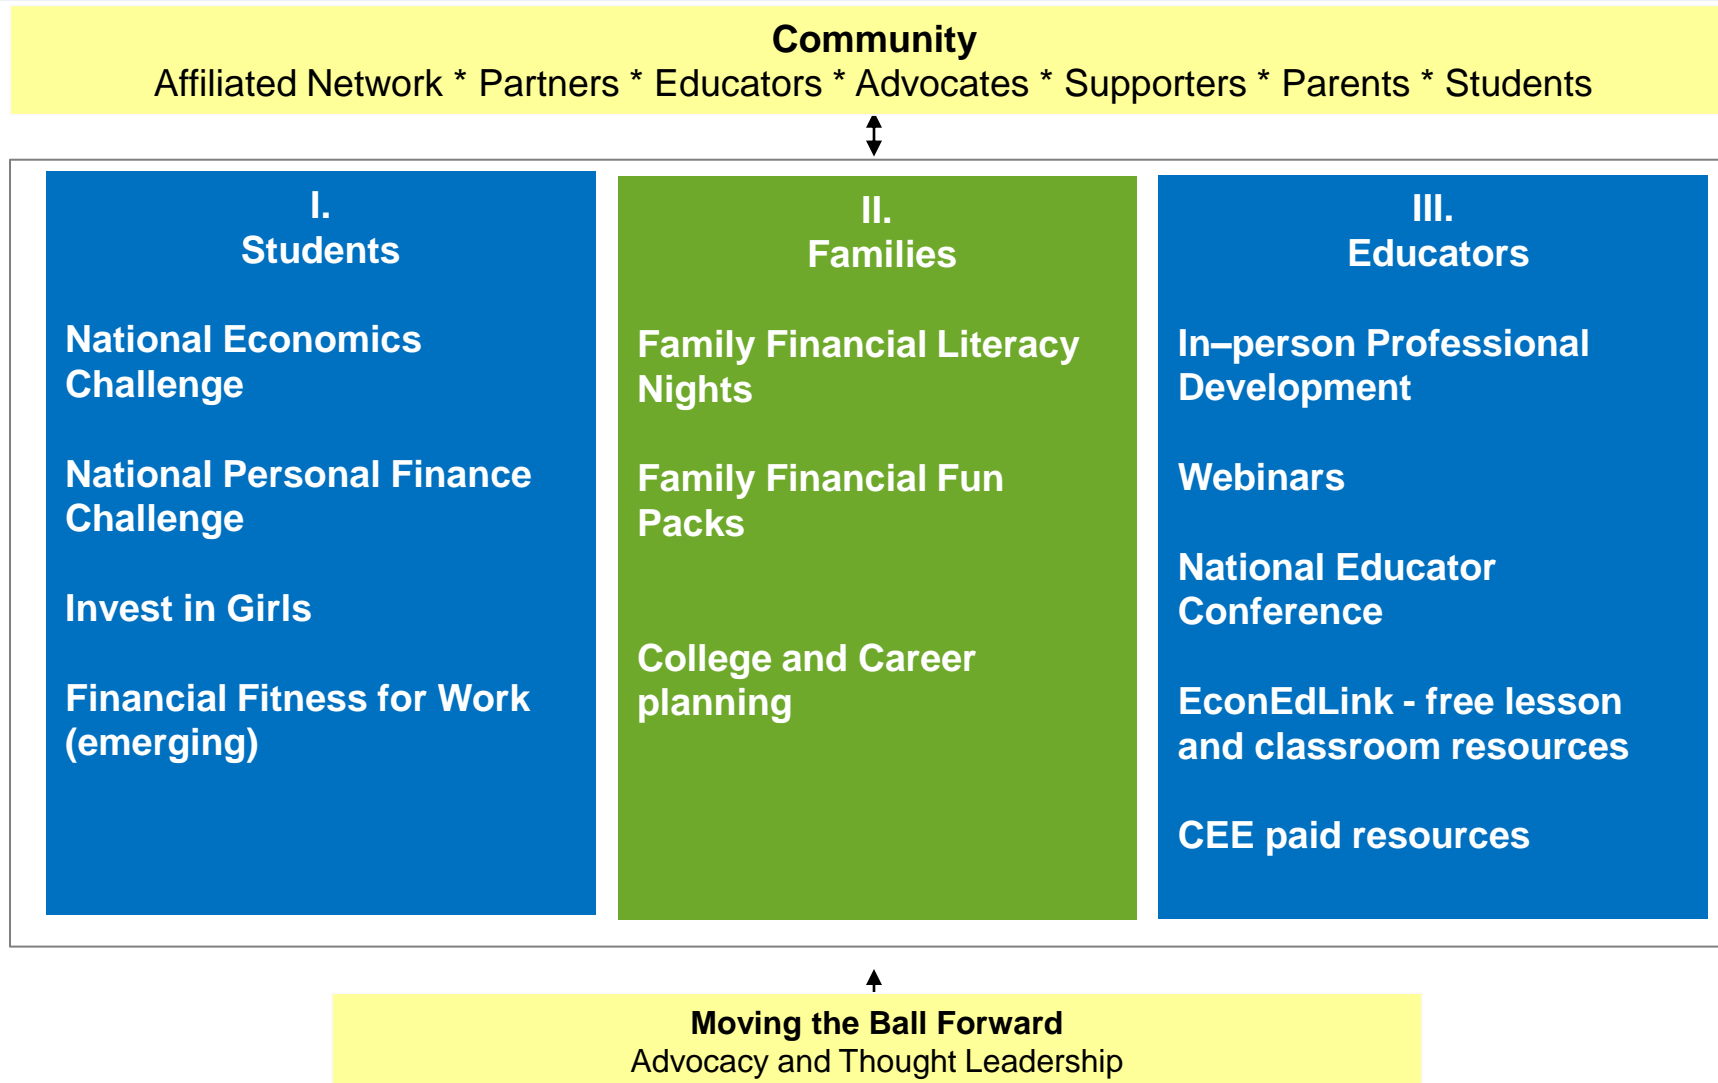 Community
Affiliated Network * Partners * Educators * Advocates * Supporters * Parents * Students
I.
Students
National Economics
Challenge
National Personal Finance
Challenge
Invest in Girls
Financial Fitness for Work
(emerging)
II.
Families
Family Financial Literacy
Nights
Family Financial Fun
Packs
College and Career
planning
III.
Educators
In–person Professional
Development
Webinars
National Educator
Conference
EconEdLink - free lesson
and classroom resources
CEE paid resources
Moving the Ball Forward
Advocacy and Thought Leadership